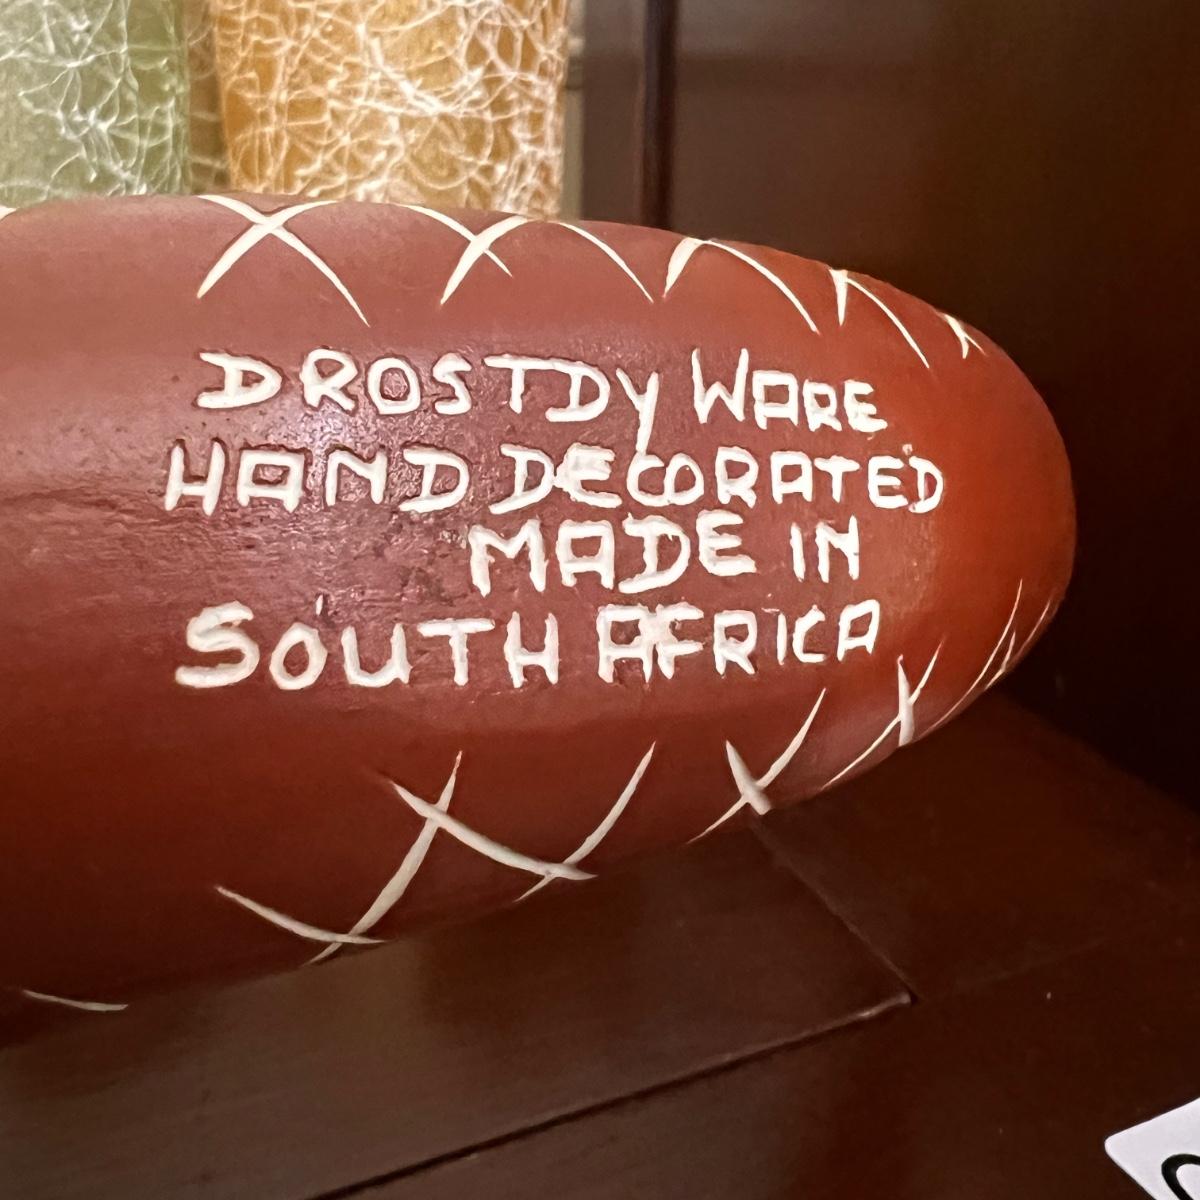 DROSTDY WARE
HAND DECORATED
MADE IN
SOUTH AFRICA